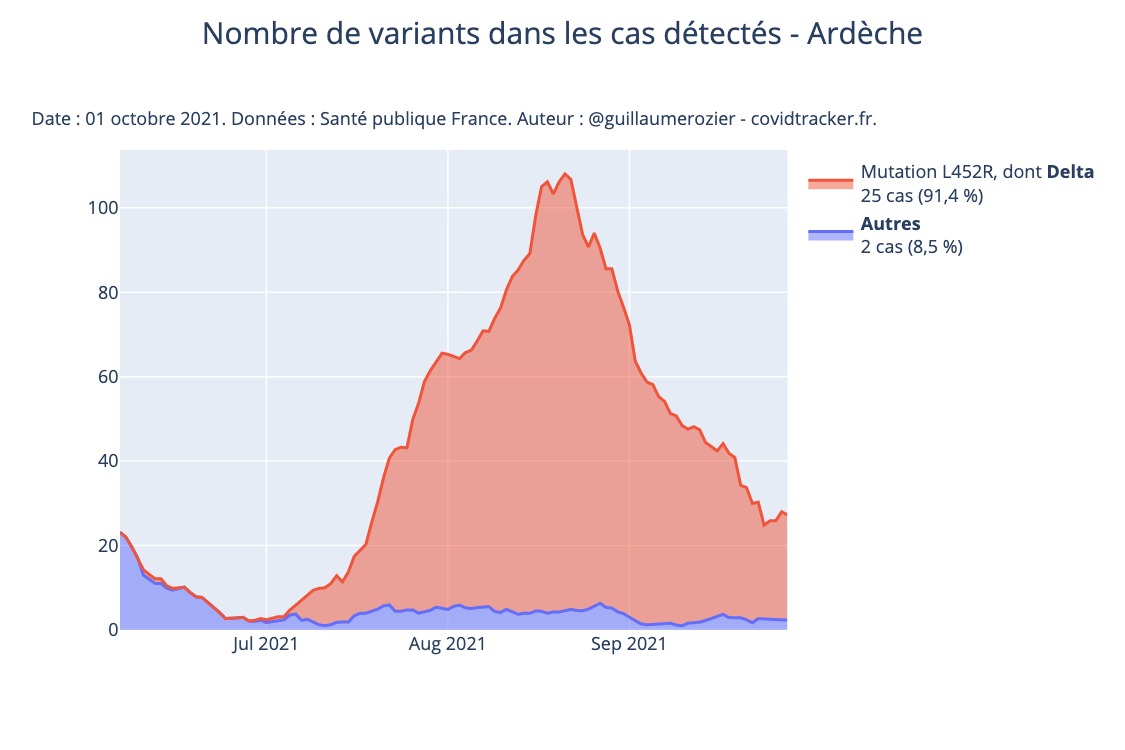 Nombre de variants dans les cas détectés - Ardèche
Date : 01 octobre 2021. Données : Santé publique France. Auteur : @guillaumerozier - covidtracker.fr.
Mutation L452R, dont Delta
25 cas (91,4 %)
Autres
2 cas (8,5 %)
100
80
60
40
20
0
Jul 2021
Aug 2021
Sep 2021